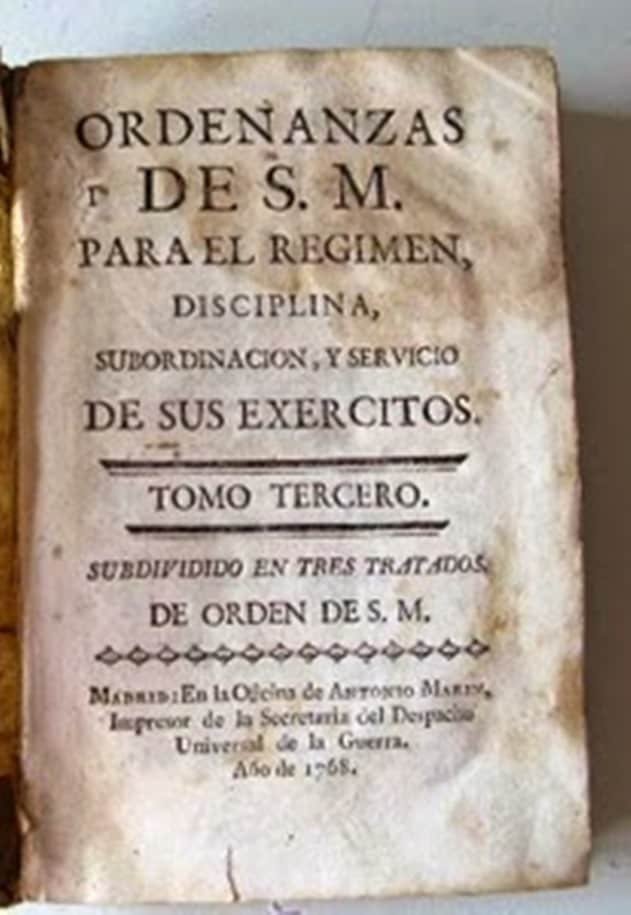 ORDENANZAS
DE S. M.
PARA EL REGIMEN,
DISCIPLINA,
SUBORDINACION, Y SERVICIO
DE SUS EXERCITOS.
TOMO TERCERO.
SUBDIVIDIDO EN TRES TRATADOS.
DE ORDEN DE S. M.
MADRID: En la Oficina de ANTONIO MARIN,
Impresor de la Secretaría del Despacho
Universal de la Guerra.
Año de 1768.